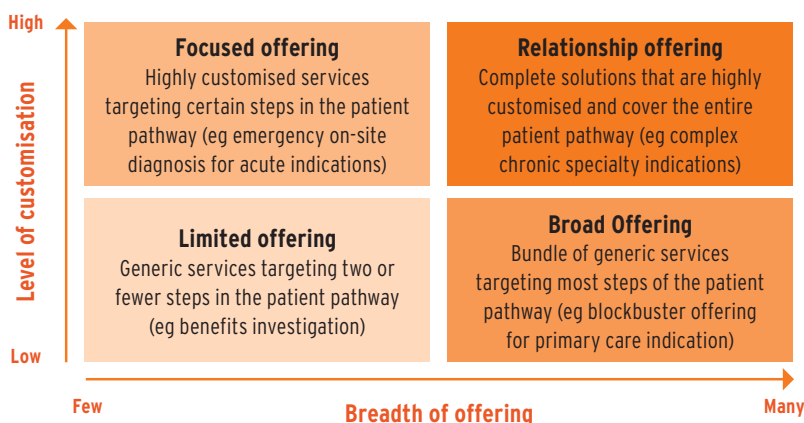 High
Level of customisation
Low
Focused offering
Highly customised services
targeting certain steps in the patient
pathway (eg emergency on-site
diagnosis for acute indications)
Relationship offering
Complete solutions that are highly
customised and cover the entire
patient pathway (eg complex
chronic specialty indications)
Limited offering
Generic services targeting two or
fewer steps in the patient pathway
(eg benefits investigation)
Broad Offering
Bundle of generic services
targeting most steps of the patient
pathway (eg blockbuster offering
for primary care indication)
Few
Breadth of offering
Many